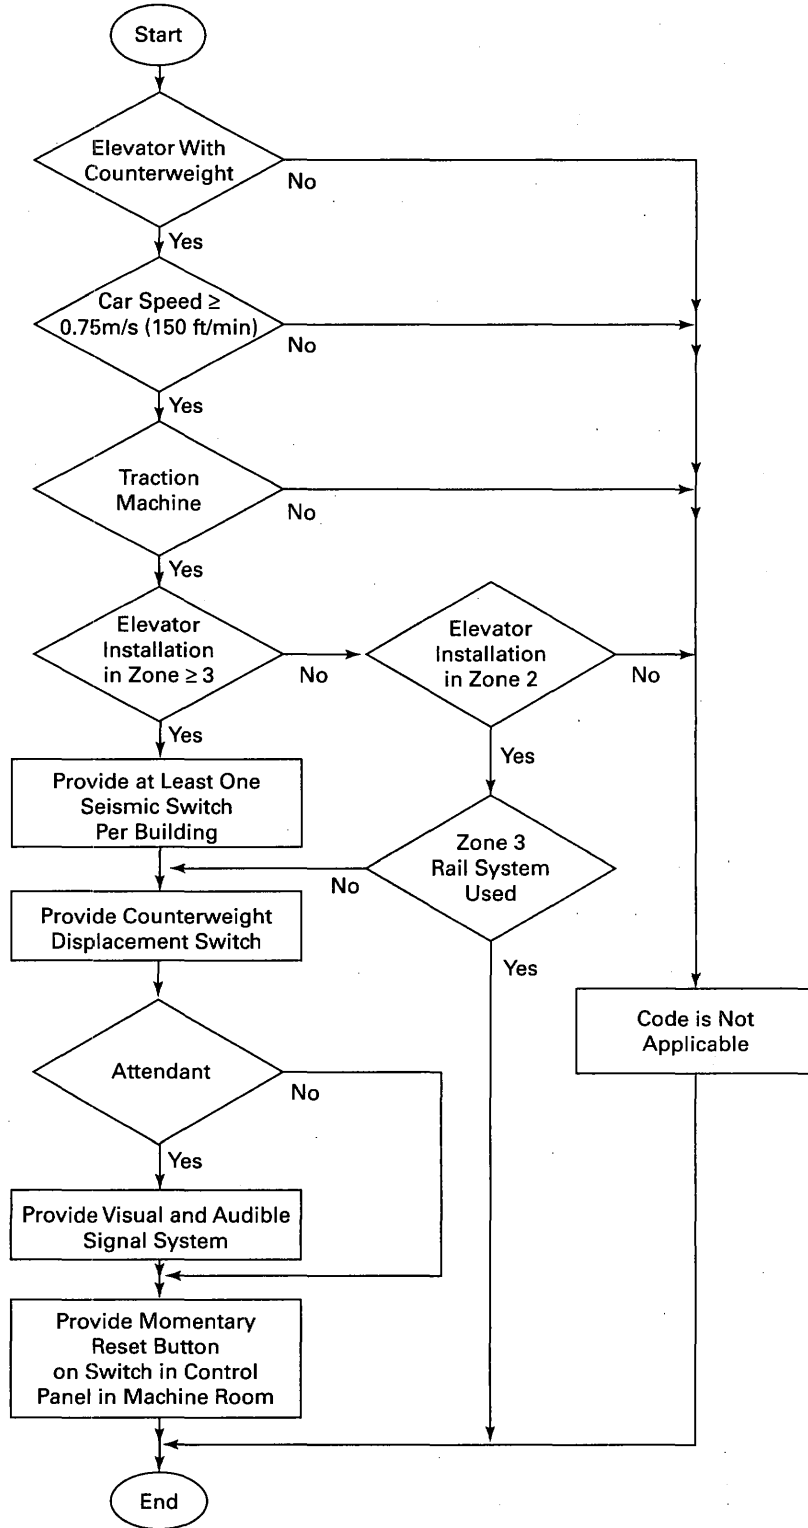 Start
Elevator With
Counterweight
No
Yes
Car Speed ≥
0.75m/s (150 ft/min)
No
Yes
Traction
Machine
No
Yes
Elevator
Installation
in Zone ≥ 3
No
Elevator
Installation
in Zone 2
No
Yes
Yes
Provide at Least One
Seismic Switch
Per Building
Zone 3
Rail System
Used
No
Yes
Provide Counterweight
Displacement Switch
Code is Not
Applicable
Attendant
No
Yes
Provide Visual and Audible
Signal System
Provide Momentary
Reset Button
on Switch in Control
Panel in Machine Room
End